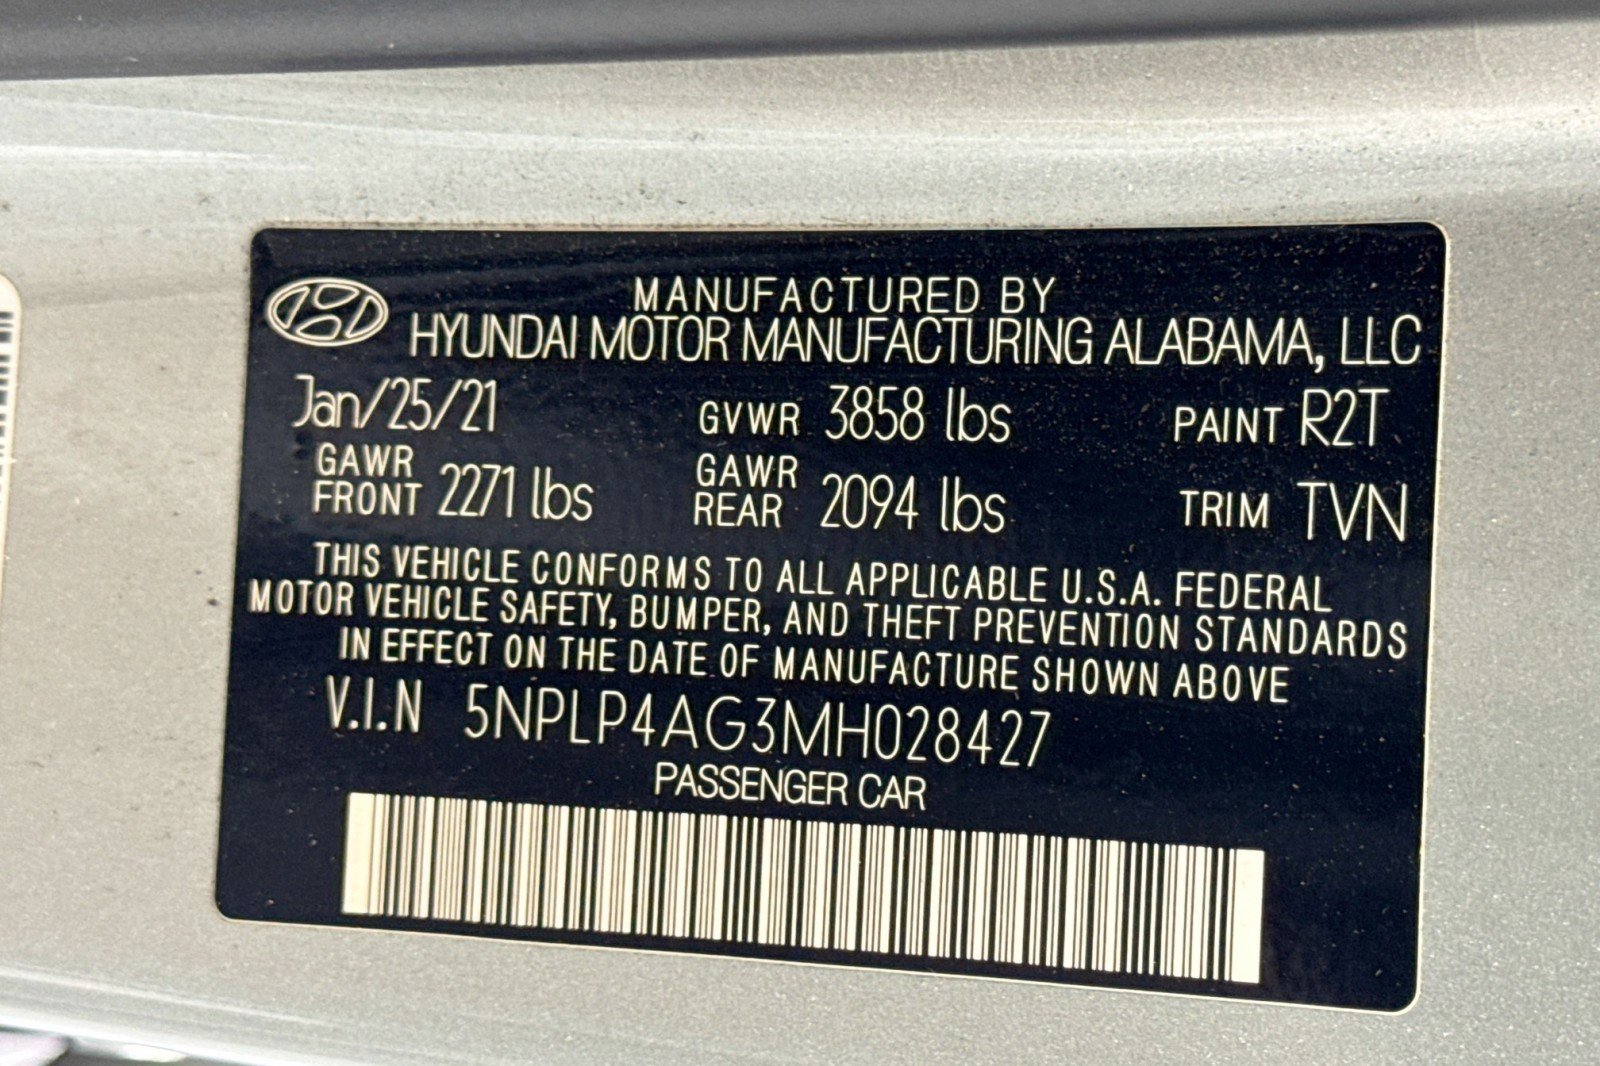 MANUFACTURED BY
HYUNDAI MOTOR MANUFACTURING ALABAMA, LLC
Jan/25/21 GVWR 3858 lbs PAINT R2T
GAWR FRONT 2271 lbs GAWR REAR 2094 lbs TRIM TVN
THIS VEHICLE CONFORMS TO ALL APPLICABLE U.S.A. FEDERAL
MOTOR VEHICLE SAFETY, BUMPER, AND THEFT PREVENTION STANDARDS
IN EFFECT ON THE DATE OF MANUFACTURE SHOWN ABOVE
V.I.N 5NPLP4AG3MH028427
PASSENGER CAR